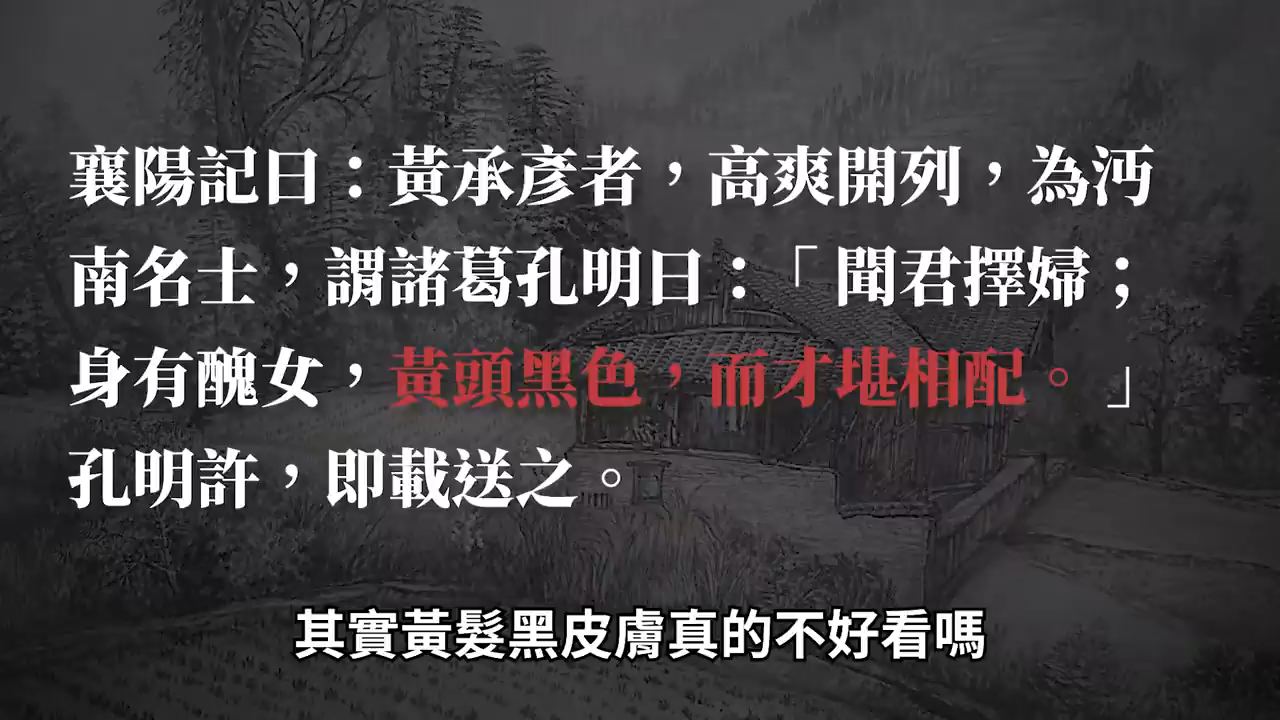 襄陽記曰：黃承彥者，高爽開列，為沔
南名士，謂諸葛孔明曰：「聞君擇婦；
身有醜女，黃頭黑色，而才堪相配。」
孔明許，即載送之。
其實黃髮黑皮膚真的不好看嗎